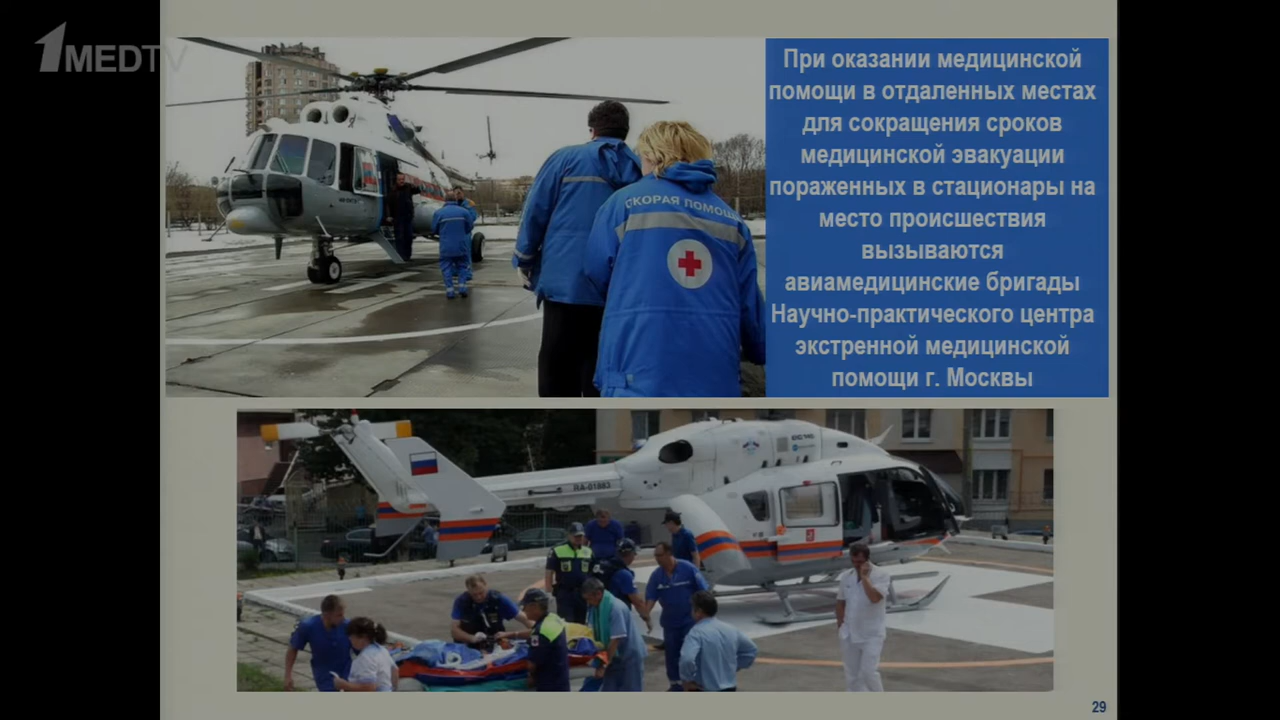 1MEDTV
При оказании медицинской
помощи в отдаленных местах
для сокращения сроков
медицинской эвакуации
пораженных в стационары на
место происшествия
вызываются
авиамедицинские бригады
Научно-практического центра
экстренной медицинской
помощи г. Москвы
СКОРАЯ ПОМОЩЬ
RA-01883
29